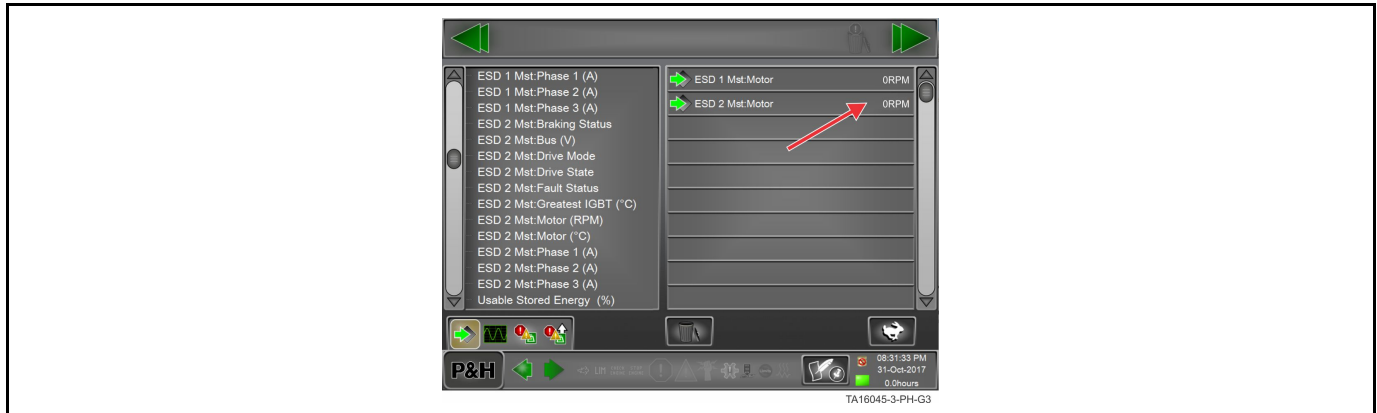 ESD 1 Mst:Phase 1 (A)
ESD 1 Mst:Phase 2 (A)
ESD 1 Mst:Phase 3 (A)
ESD 2 Mst:Braking Status
ESD 2 Mst:Bus (V)
ESD 2 Mst:Drive Mode
ESD 2 Mst:Drive State
ESD 2 Mst:Fault Status
ESD 2 Mst:Greatest IGBT (°C)
ESD 2 Mst:Motor (RPM)
ESD 2 Mst:Motor (°C)
ESD 2 Mst:Phase 1 (A)
ESD 2 Mst:Phase 2 (A)
ESD 2 Mst:Phase 3 (A)
Usable Stored Energy (%)
ESD 1 Mst:Motor 0RPM
ESD 2 Mst:Motor 0RPM
P&H
Lin
08:31:33 PM
31-Oct-2017
0.0hours
TA16045-3-PH-G3